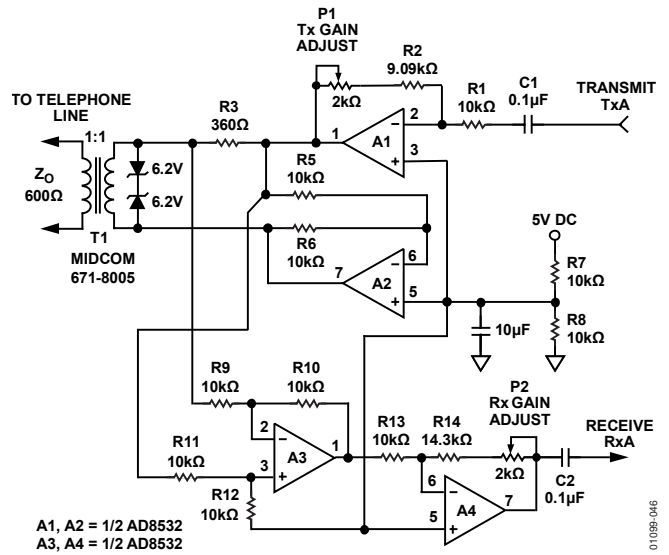 P1
Tx GAIN
ADJUST
2kΩ
R2
9.09kΩ
R1
10kΩ
C1
0.1µF
TRANSMIT
TxA
TO TELEPHONE
LINE
1:1
ZO
600Ω
T1
MIDCOM
671-8005
6.2V
6.2V
R3
360Ω
1
A1
2
3
R5
10kΩ
R6
10kΩ
7
A2
6
5
5V DC
R7
10kΩ
R8
10kΩ
10µF
R9
10kΩ
R10
10kΩ
R11
10kΩ
R12
10kΩ
2
3
A3
1
R13
10kΩ
R14
14.3kΩ
P2
Rx GAIN
ADJUST
2kΩ
6
5
A4
7
C2
0.1µF
RECEIVE
RxA
A1, A2 = 1/2 AD8532
A3, A4 = 1/2 AD8532
01099-046